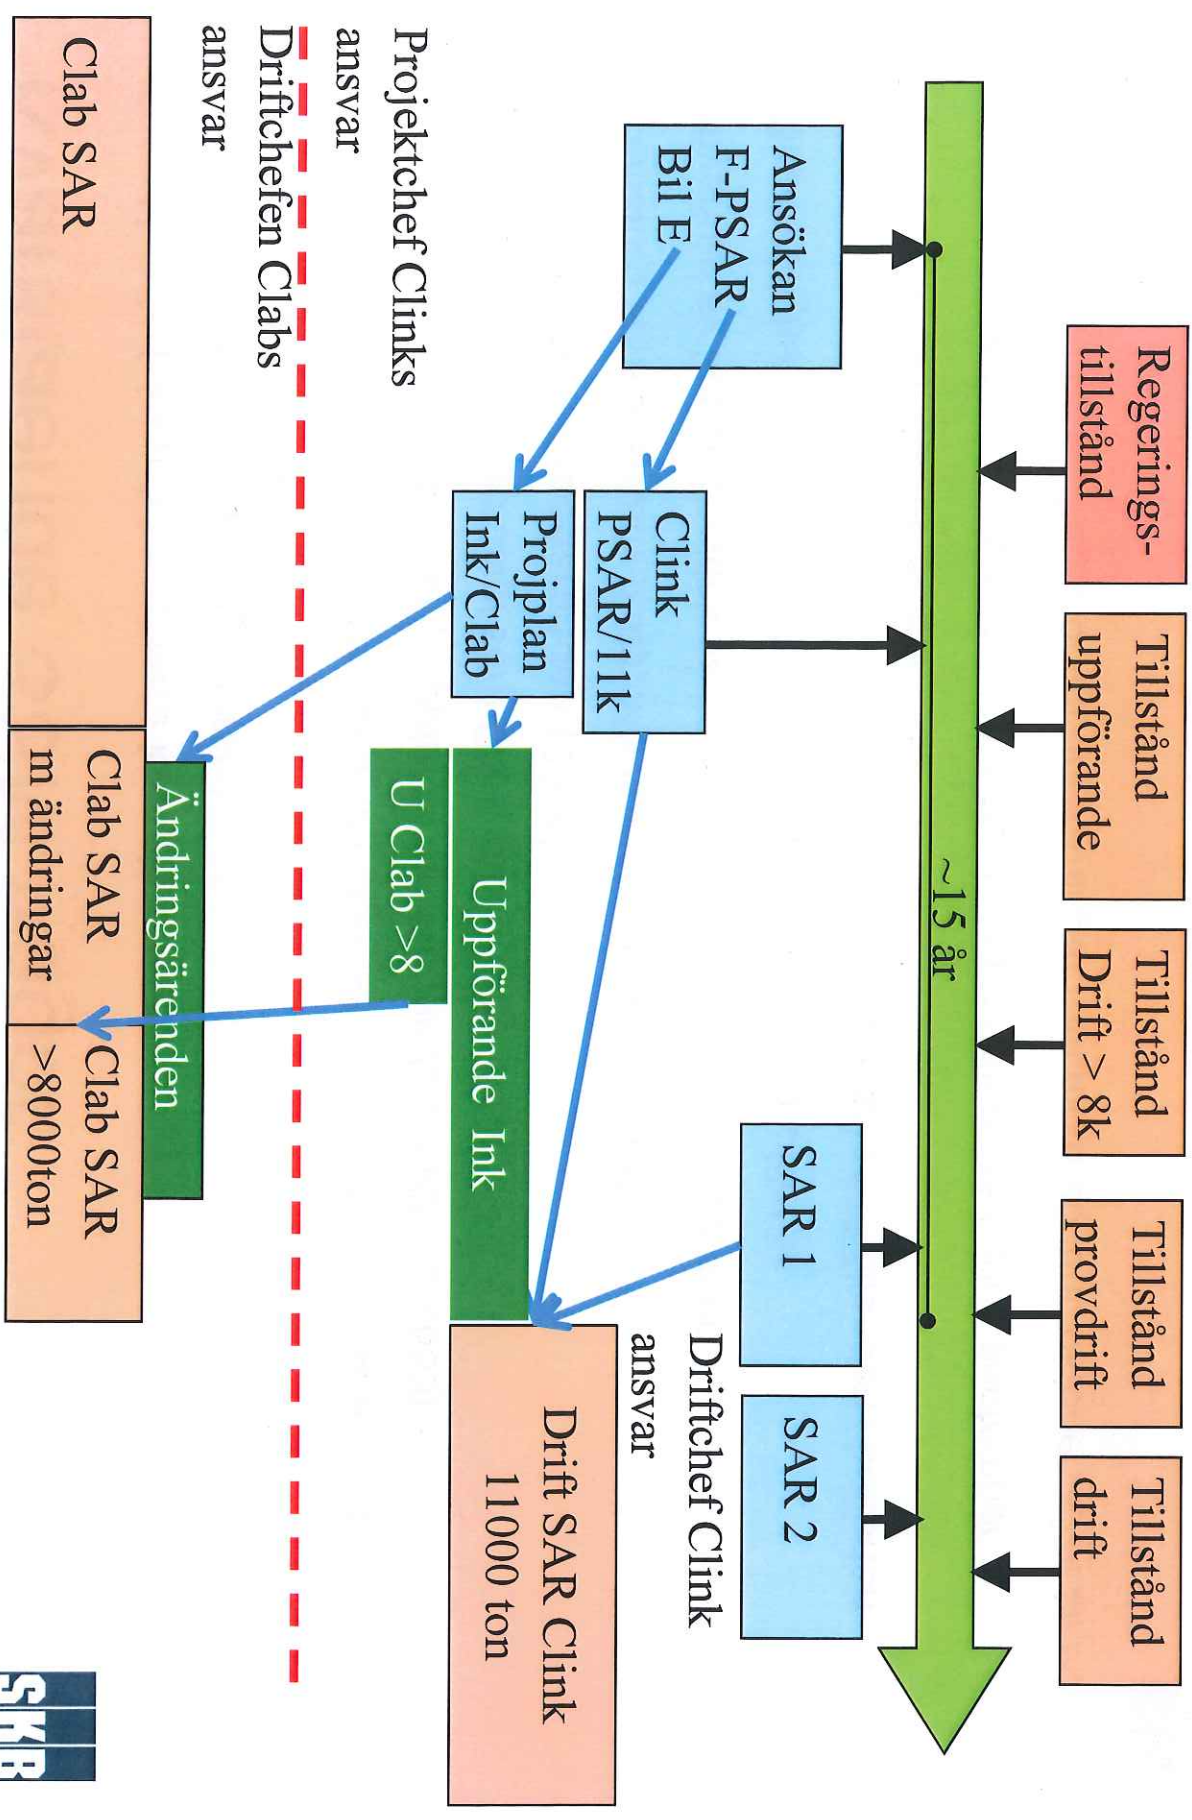 Regerings-
tillstånd
Tillstånd
uppförande
Tillstånd
Drift > 8k
Tillstånd
provdrift
Tillstånd
drift
~15 år
Ansökan
F-PSAR
Bil E
Clink
PSAR/11k
Projplan
Ink/Clab
SAR 1
SAR 2
Driftchef Clink
ansvar
Uppförande Ink
U Clab >8
Drift SAR Clink
11000 ton
Projektchef Clinks
ansvar
Driftchefen Clabs
ansvar
Ändringsärenden
Clab SAR
Clab SAR
m ändringar
Clab SAR
>8000ton
SKB